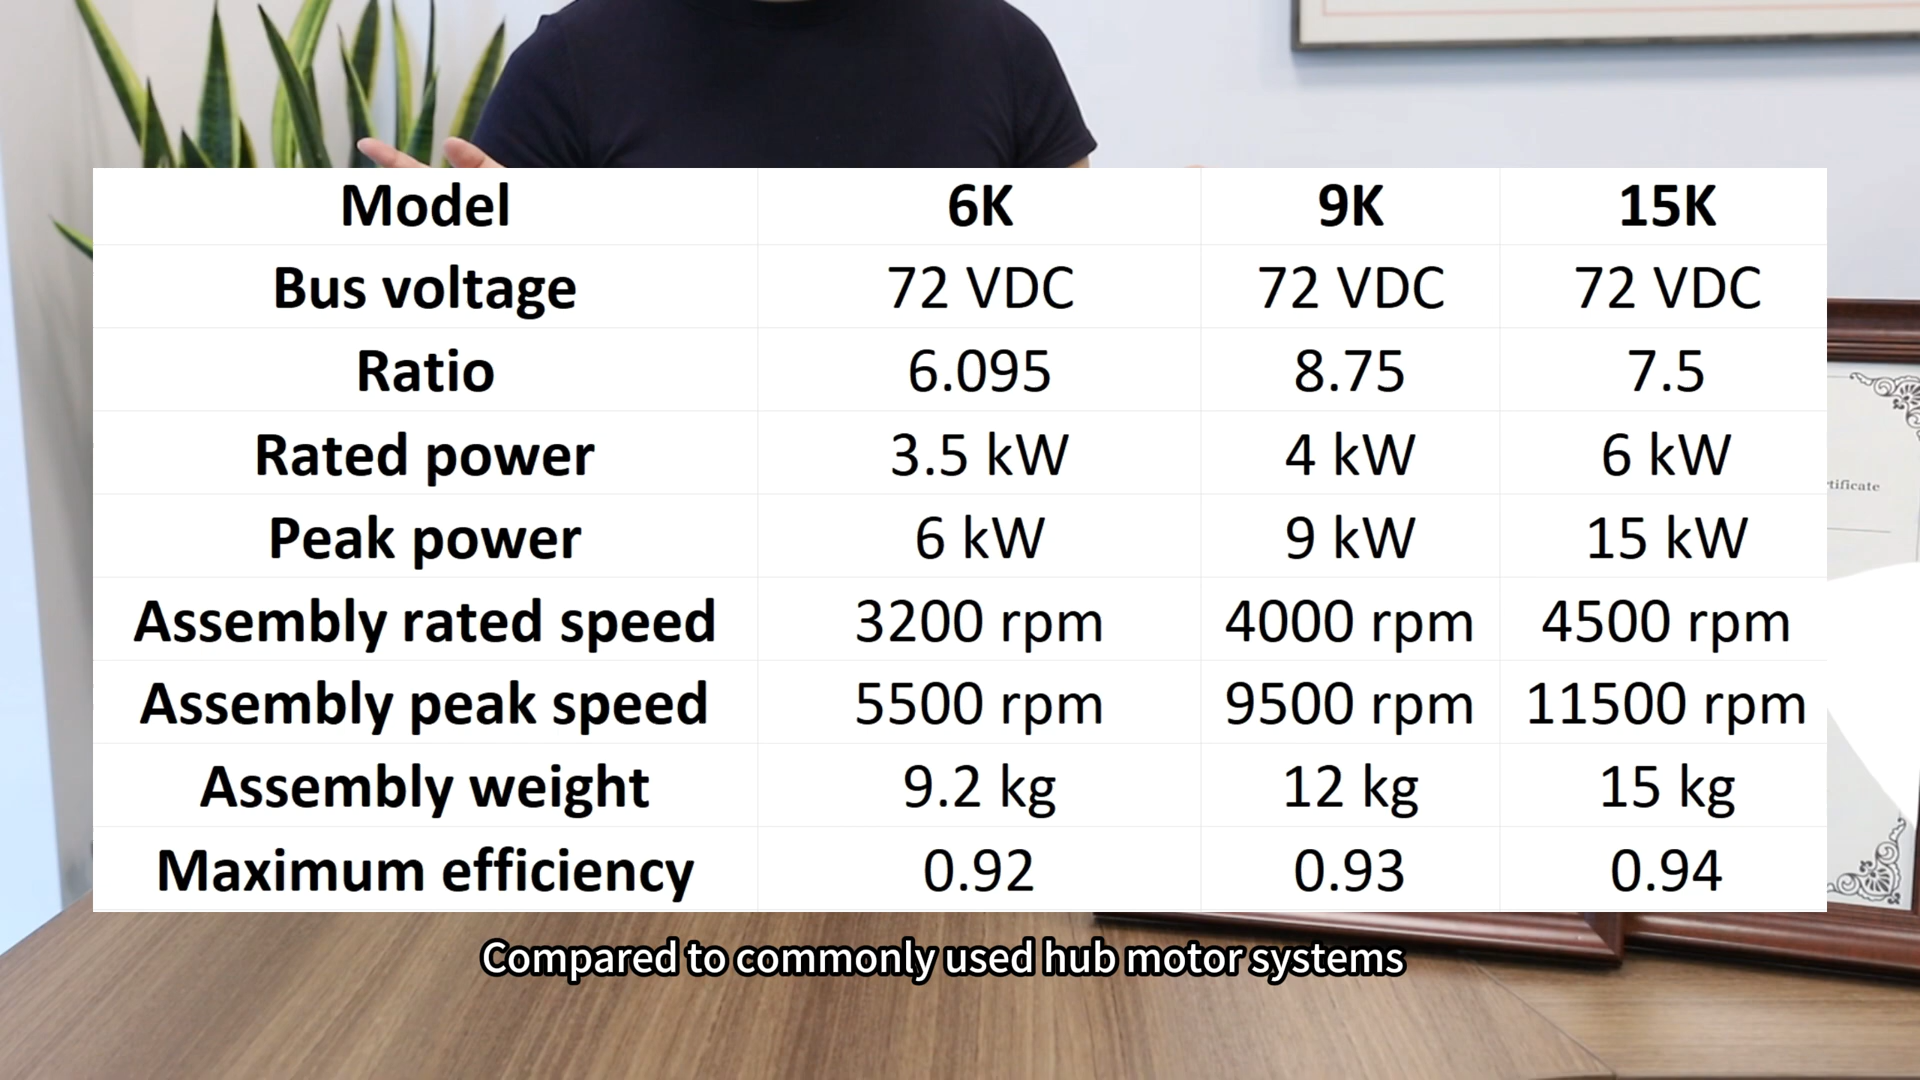 Model 6K 9K 15K
Bus voltage 72 VDC 72 VDC 72 VDC
Ratio 6.095 8.75 7.5
Rated power 3.5 kW 4 kW 6 kW
Peak power 6 kW 9 kW 15 kW
Assembly rated speed 3200 rpm 4000 rpm 4500 rpm
Assembly peak speed 5500 rpm 9500 rpm 11500 rpm
Assembly weight 9.2 kg 12 kg 15 kg
Maximum efficiency 0.92 0.93 0.94
Compared to commonly used hub motor systems